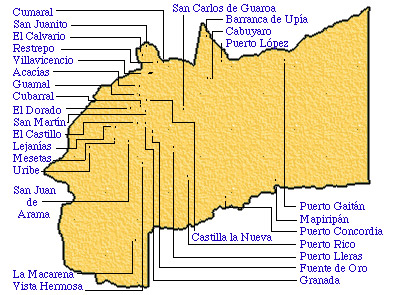 Cumaral
San Juanito
El Calvario
Restrepo
Villavicencio
Acacías
Guamal
Cubarral
El Dorado
San Martín
El Castillo
Lejanías
Mesetas
Uribe
San Juan
de
Arama
La Macarena
Vista Hermosa
San Carlos de Guaroa
Barranca de Upía
Cabuyaro
Puerto López
Castilla la Nueva
Puerto Gaitán
Mapiripán
Puerto Concordia
Puerto Rico
Puerto Lleras
Fuente de Oro
Granada